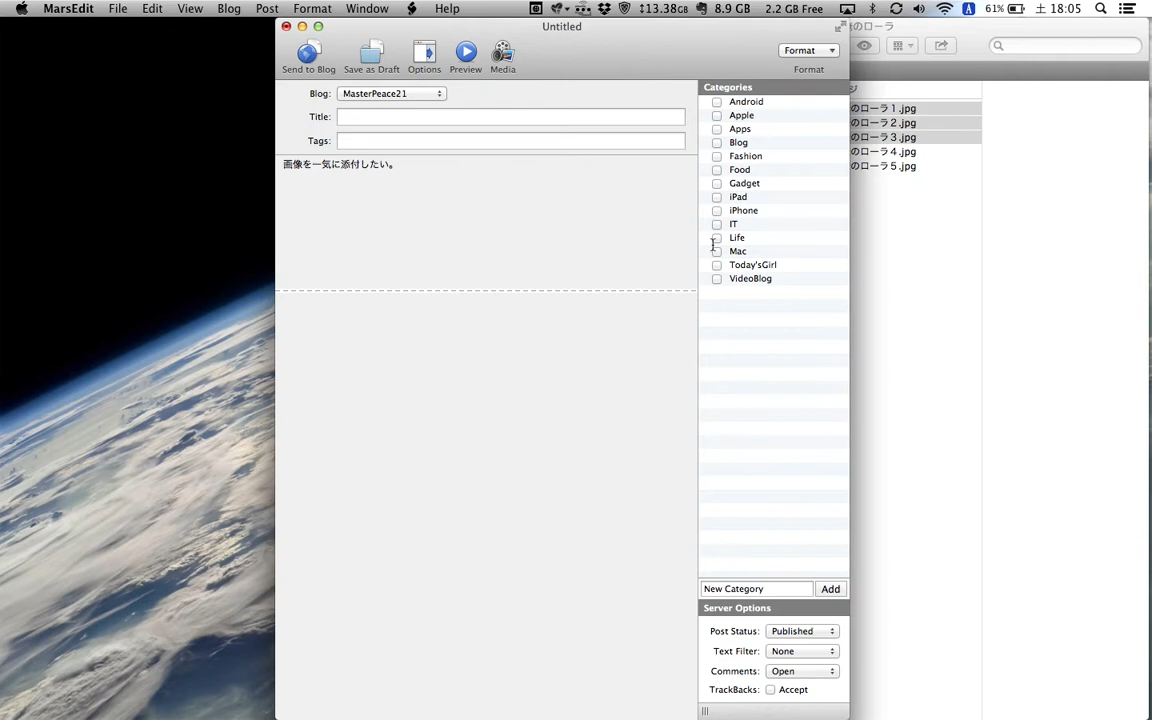 MarsEdit File Edit View Blog Post Format Window Help 13.38GB 8.9 GB 2.2 GB Free A 61% 土 18:05
Untitled
のローラ
Send to Blog Save as Draft Options Preview Media Format
Format
Blog: MasterPeace21
Title:
Tags:
画像を一気に添付したい。
Categories
Android
Apple
Apps
Blog
Fashion
Food
Gadget
iPad
iPhone
IT
Life
Mac
Today'sGirl
VideoBlog
New Category Add
Server Options
Post Status: Published
Text Filter: None
Comments: Open
TrackBacks: Accept
のローラ1.jpg
のローラ2.jpg
のローラ3.jpg
のローラ4.jpg
のローラ5.jpg